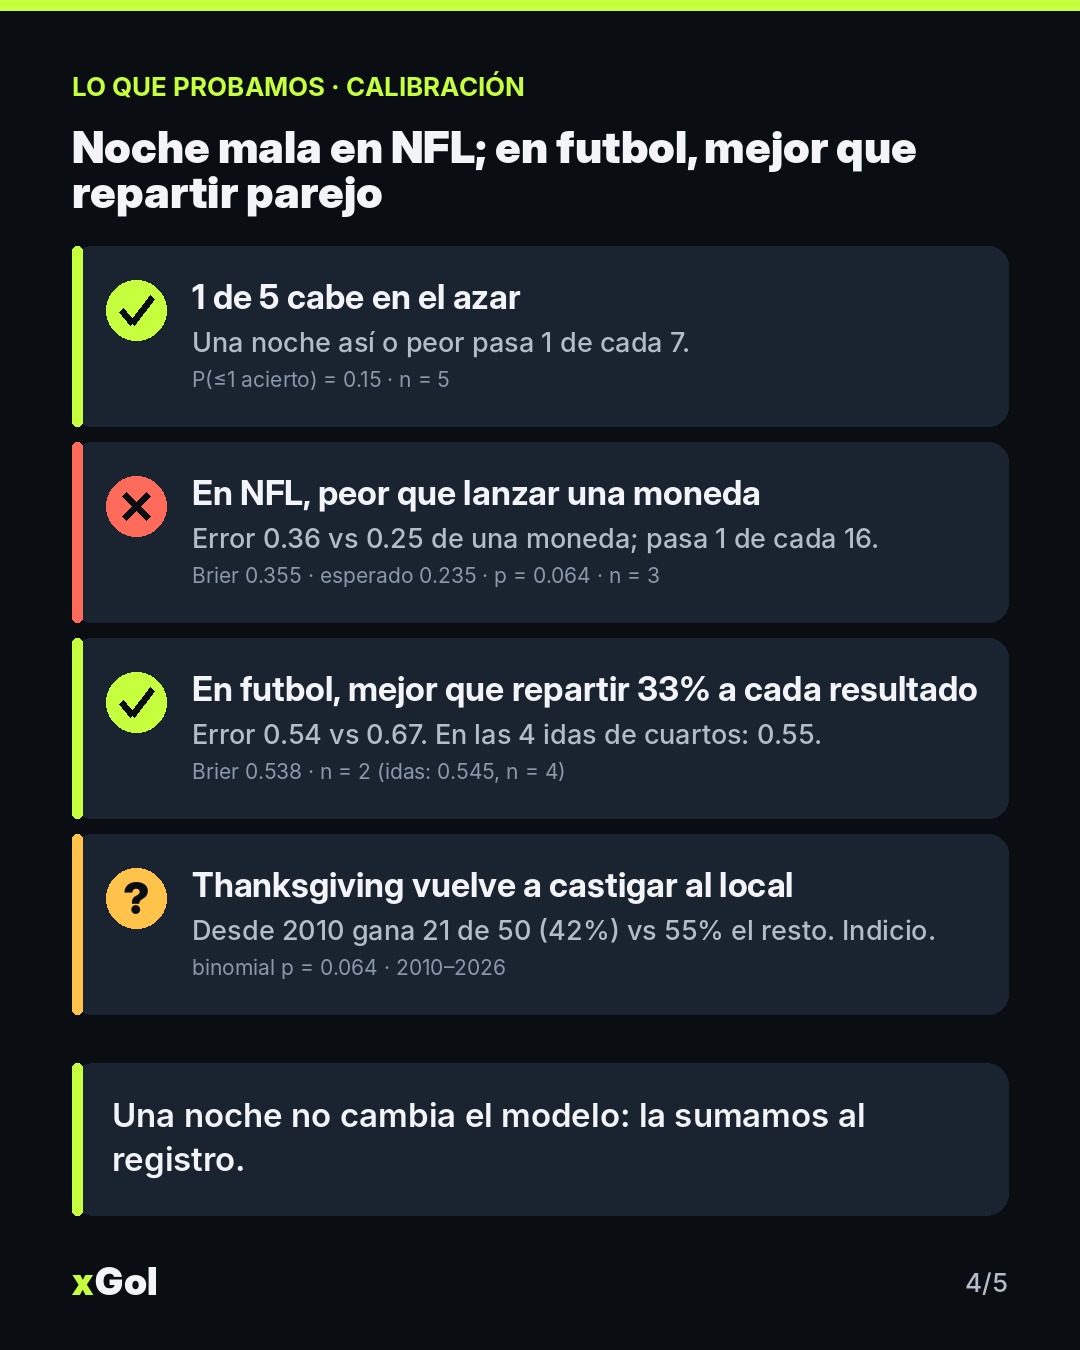 LO QUE PROBAMOS · CALIBRACIÓN
Noche mala en NFL; en futbol, mejor que
repartir parejo
1 de 5 cabe en el azar
Una noche así o peor pasa 1 de cada 7.
P(≤1 acierto) = 0.15 · n = 5
En NFL, peor que lanzar una moneda
Error 0.36 vs 0.25 de una moneda; pasa 1 de cada 16.
Brier 0.355 · esperado 0.235 · p = 0.064 · n = 3
En futbol, mejor que repartir 33% a cada resultado
Error 0.54 vs 0.67. En las 4 idas de cuartos: 0.55.
Brier 0.538 · n = 2 (idas: 0.545, n = 4)
?
Thanksgiving vuelve a castigar al local
Desde 2010 gana 21 de 50 (42%) vs 55% el resto. Indicio.
binomial p = 0.064 · 2010–2026
Una noche no cambia el modelo: la sumamos al
registro.
xGol
4/5